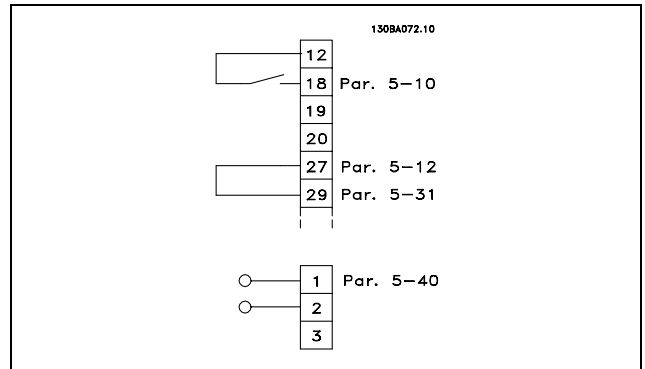 130BA072.10
12
18 Par. 5-10
19
20
27 Par. 5-12
29 Par. 5-31
1 Par. 5-40
2
3